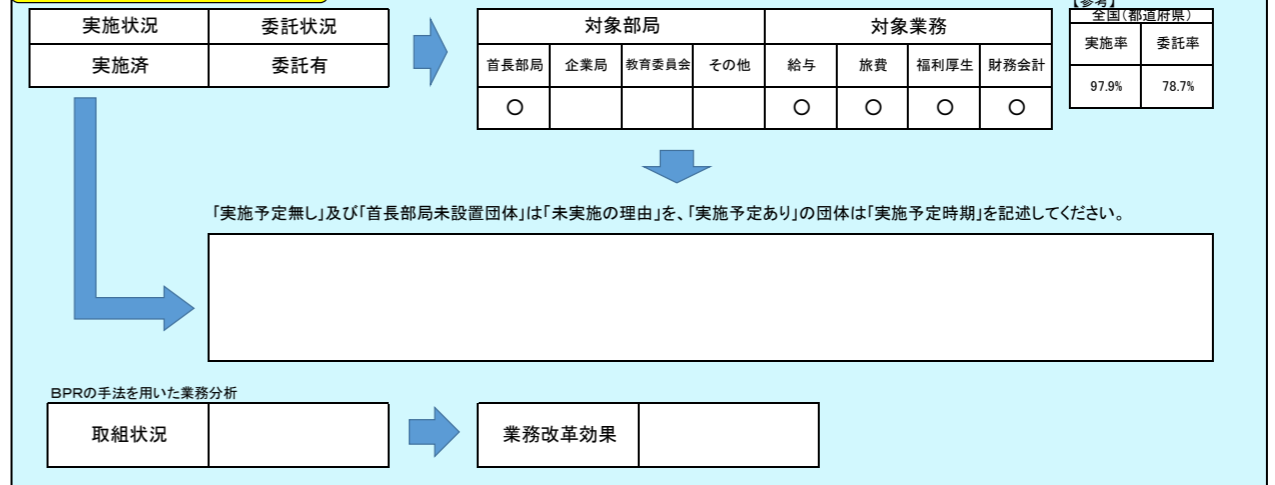 【参考】
実施状況 委託状況 対象部局 対象業務 全国（都道府県）
実施済 委託有 首長部局 企業局 教育委員会 その他 給与 旅費 福利厚生 財務会計 実施率 委託率
○ ○ ○ ○ ○ 97.9% 78.7%
「実施予定無し」及び「首長部局未設置団体」は「未実施の理由」を、「実施予定あり」の団体は「実施予定時期」を記述してください。
ＢＰＲの手法を用いた業務分析
取組状況 業務改革効果